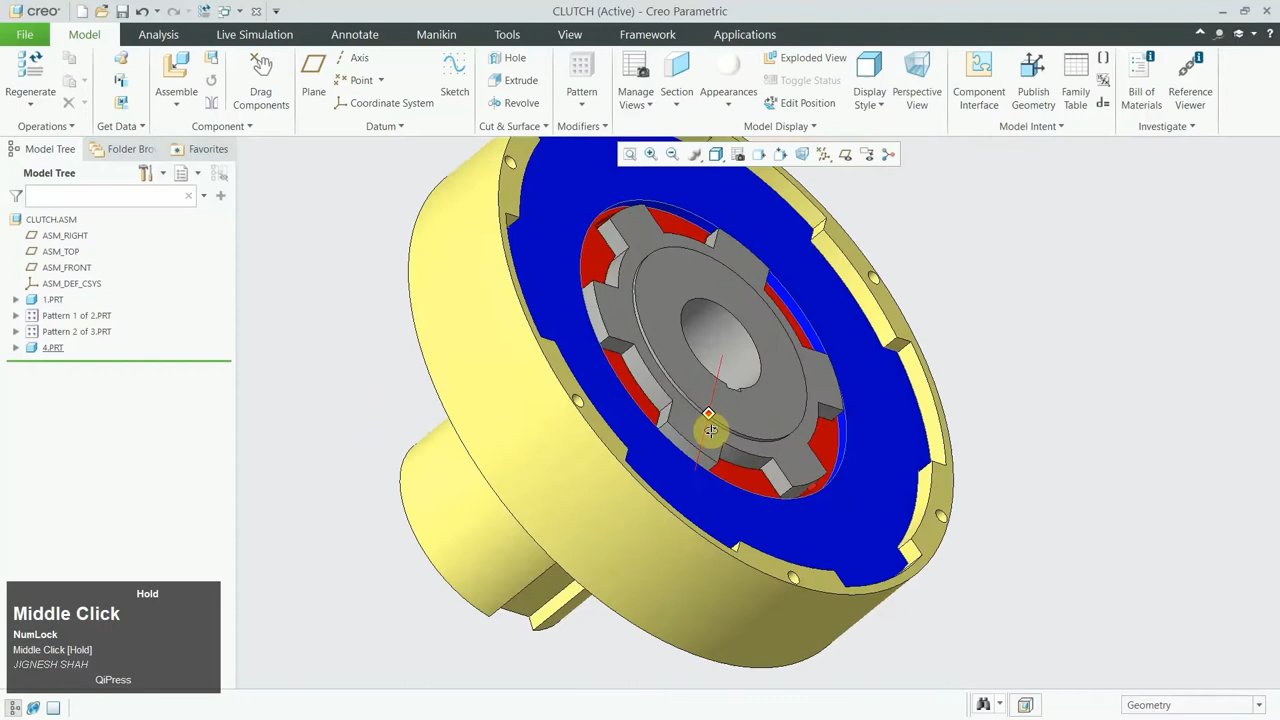 creo
CLUTCH (Active) - Creo Parametric
File Model Analysis Live Simulation Annotate Manikin Tools View Framework Applications
Regenerate
Operations
Get Data
Assemble
Drag Components
Component
Plane
Axis
Point
Coordinate System
Sketch
Datum
Hole
Extrude
Revolve
Cut & Surface
Pattern
Modifiers
Manage Views
Section
Appearances
Exploded View
Toggle Status
Edit Position
Display Style
Perspective View
Model Display
Component Interface
Publish Geometry
Family Table
Model Intent
Bill of Materials
Reference Viewer
Investigate
Model Tree
Folder Bro
Favorites
Model Tree
CLUTCH.ASM
ASM_RIGHT
ASM_TOP
ASM_FRONT
ASM_DEF_CSYS
1.PRT
Pattern 1 of 2.PRT
Pattern 2 of 3.PRT
4.PRT
Hold
Middle Click
NumLock
Middle Click [Hold]
JIGNESH SHAH
QiPress
Geometry